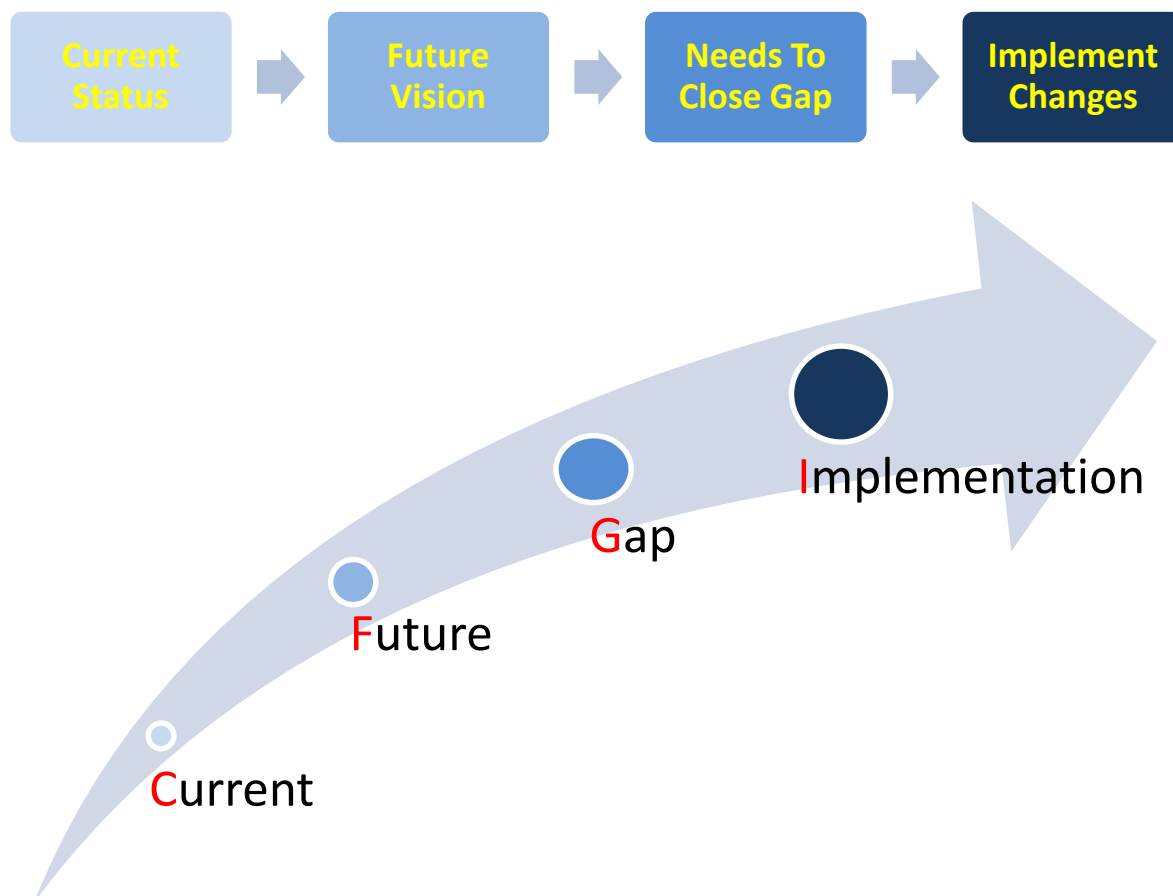 Current
Status
Future
Vision
Needs To
Close Gap
Implement
Changes
Implementation
Gap
Future
Current